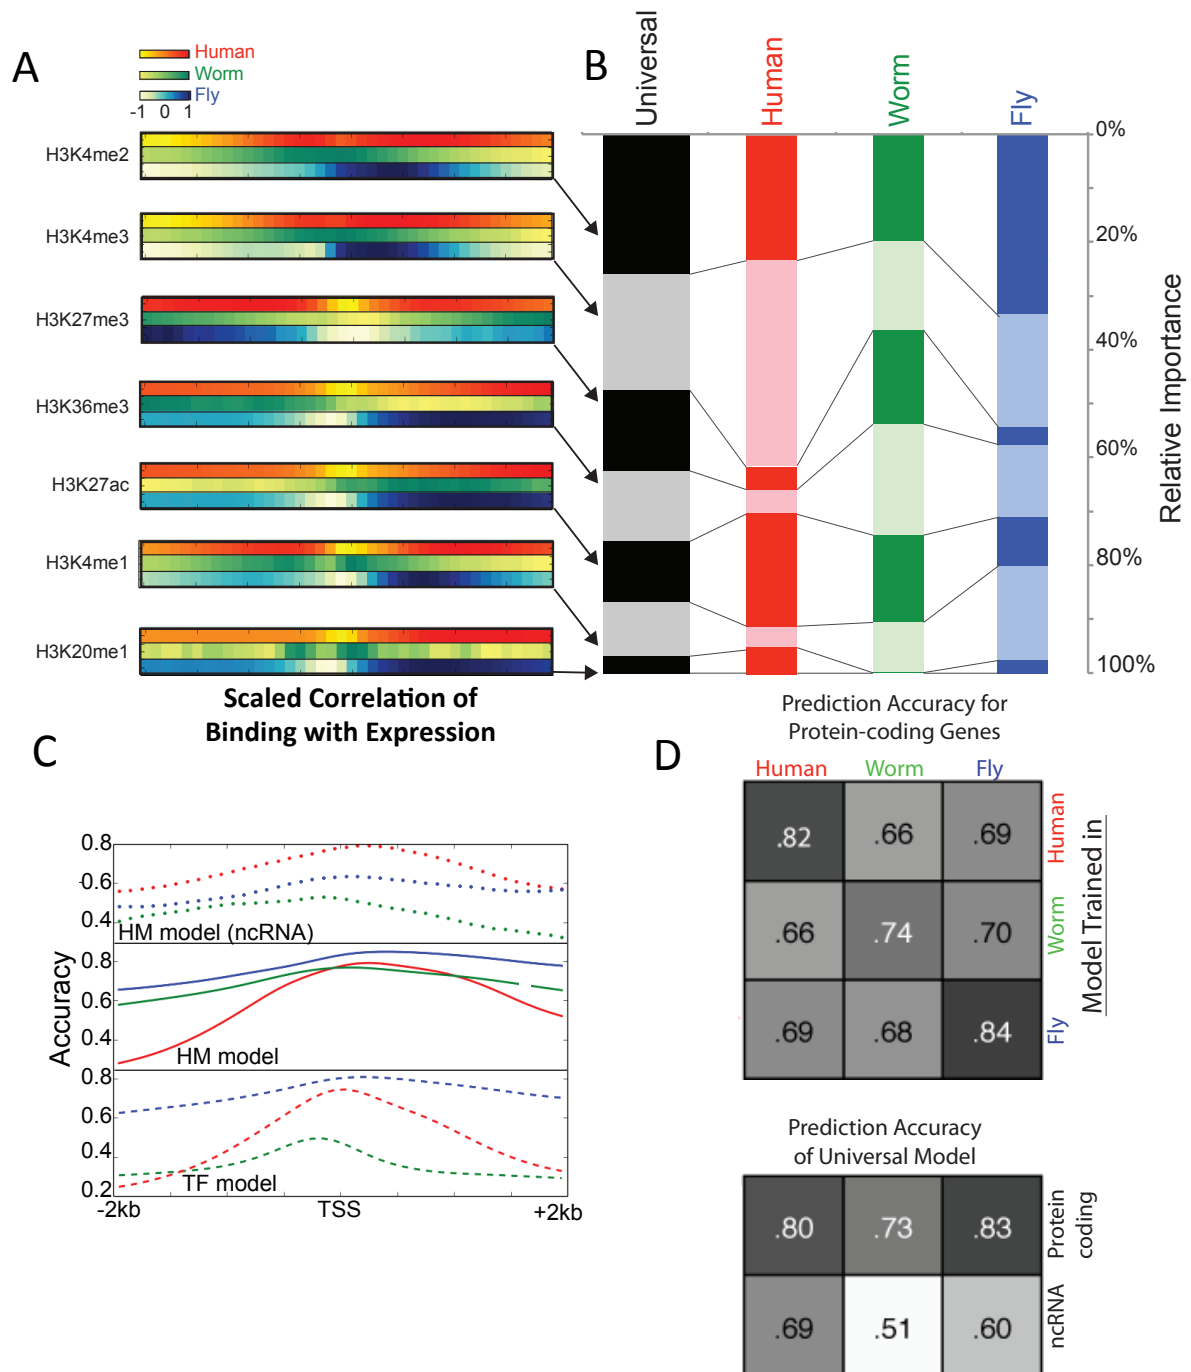 A
Human
Worm
Fly
-1 0 1
H3K4me2
H3K4me3
H3K27me3
H3K36me3
H3K27ac
H3K4me1
H3K20me1
Scaled Correlation of
Binding with Expression
B
Universal
Human
Worm
Fly
0%
20%
40%
60%
80%
100%
Relative Importance
C
Accuracy
0.8
0.6
0.4
HM model (ncRNA)
0.8
0.6
0.4
HM model
0.8
0.6
0.4
0.2
TF model
-2kb TSS +2kb
D
Prediction Accuracy for
Protein-coding Genes
Human Worm Fly
.82 .66 .69 Human
.66 .74 .70 Worm
.69 .68 .84 Fly
Model Trained in
Prediction Accuracy
of Universal Model
.80 .73 .83 Protein
coding
.69 .51 .60 ncRNA